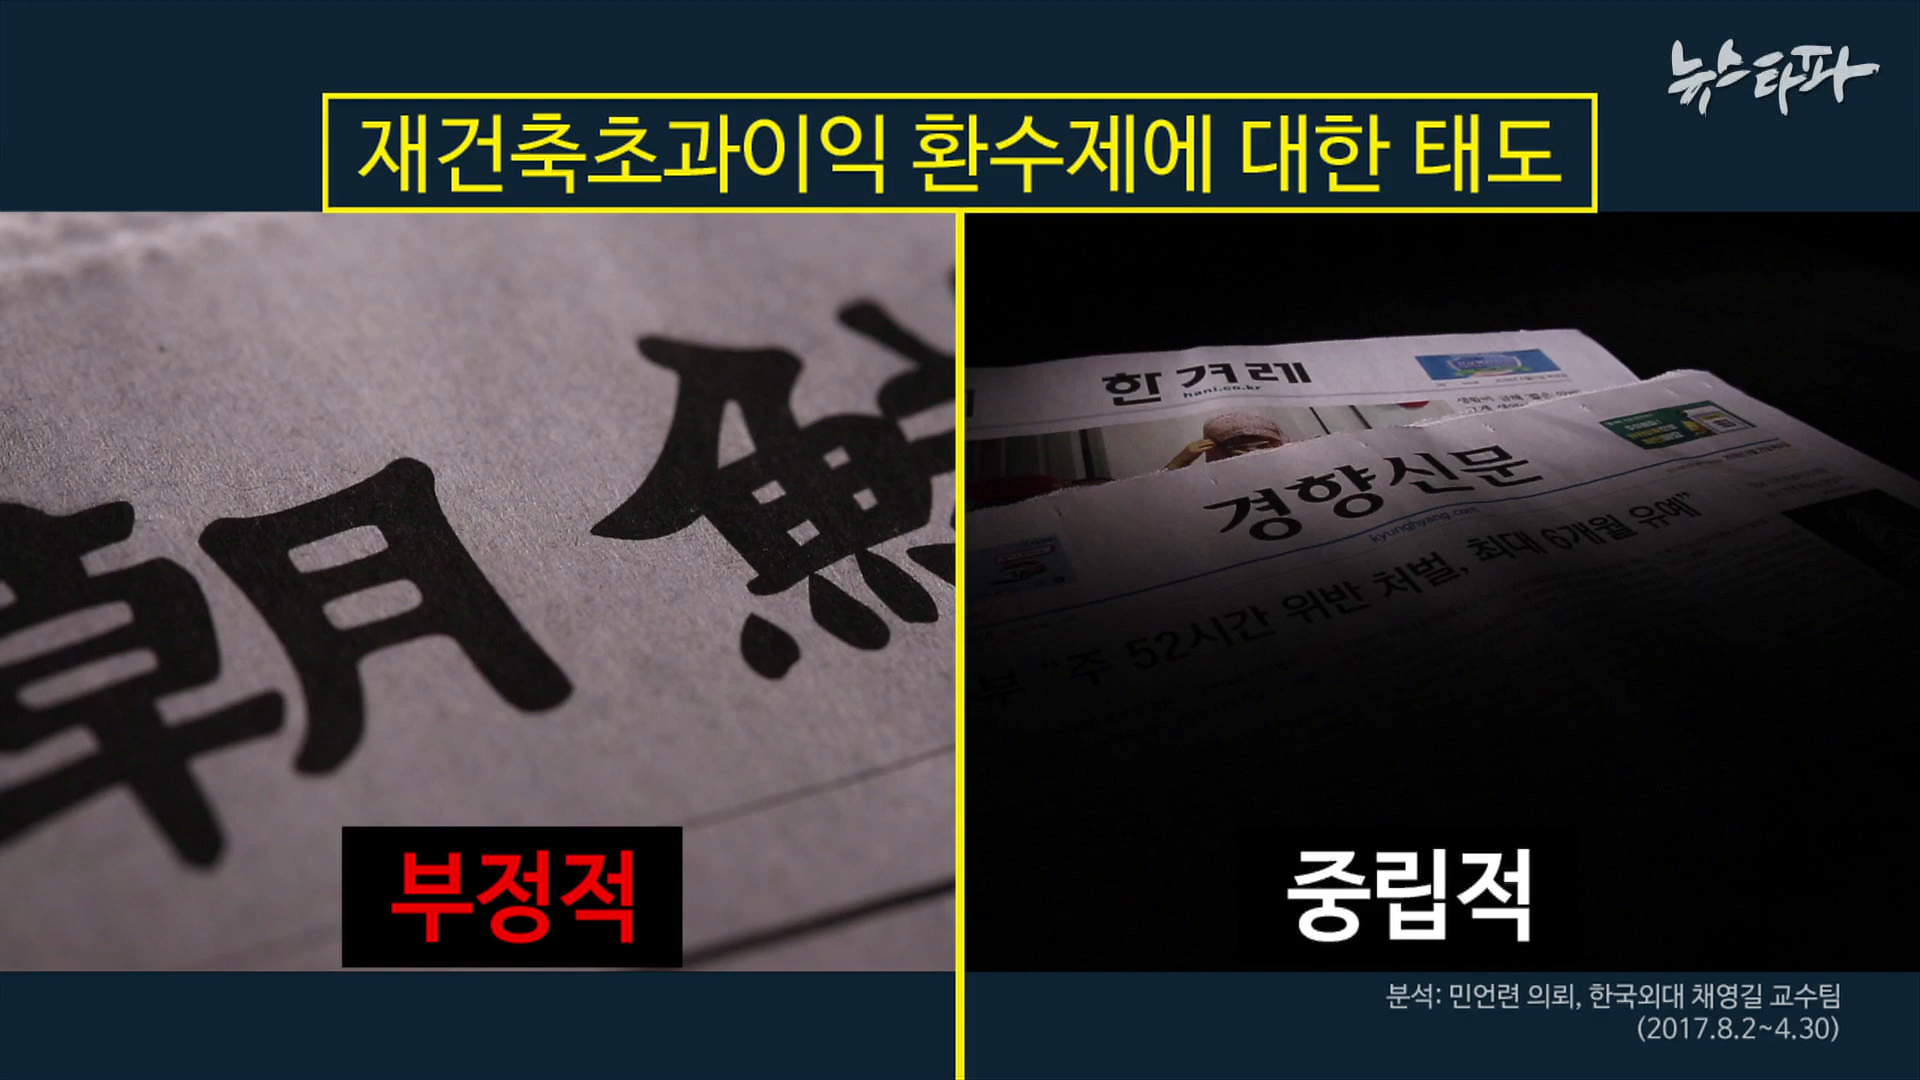 뉴스타파
재건축초과이익 환수제에 대한 태도
朝鮮
한겨레
hani.co.kr
경향신문
kyunghyang.com
부 “주 52시간 위반 처벌, 최대 6개월 유예”
부정적
중립적
분석: 민언련 의뢰, 한국외대 채영길 교수팀
(2017.8.2~4.30)